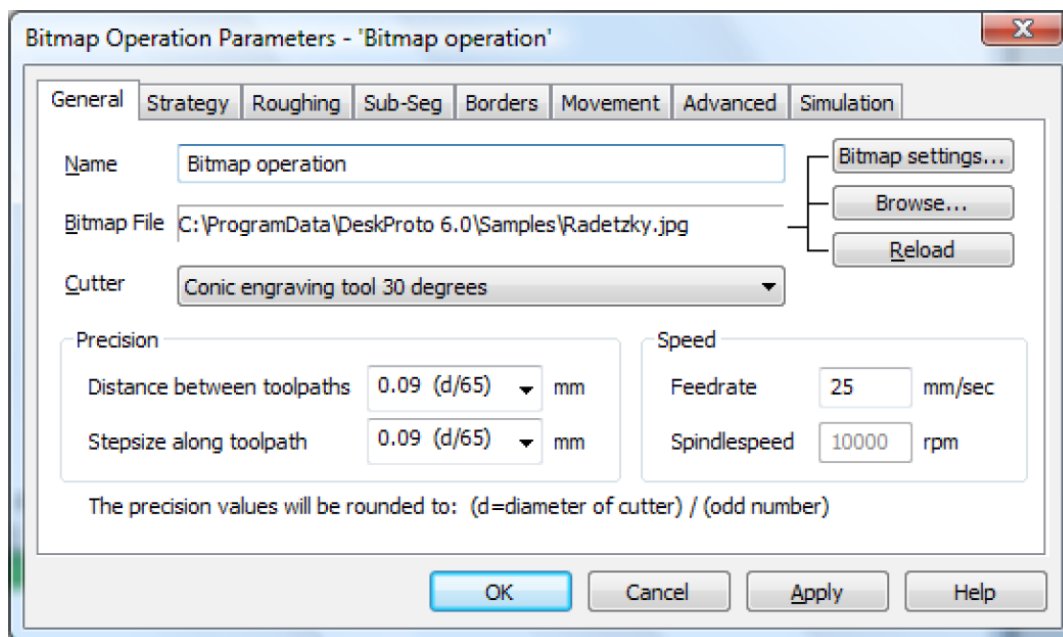 Bitmap Operation Parameters - 'Bitmap operation'
General Strategy Roughing Sub-Seg Borders Movement Advanced Simulation
Name Bitmap operation Bitmap settings...
Bitmap File C:\ProgramData\DeskProto 6.0\Samples\Radetzky.jpg Browse...
Reload
Cutter Conic engraving tool 30 degrees
Precision Speed
Distance between toolpaths 0.09 (d/65) mm Feedrate 25 mm/sec
Stepsize along toolpath 0.09 (d/65) mm Spindlespeed 10000 rpm
The precision values will be rounded to: (d=diameter of cutter) / (odd number)
OK Cancel Apply Help